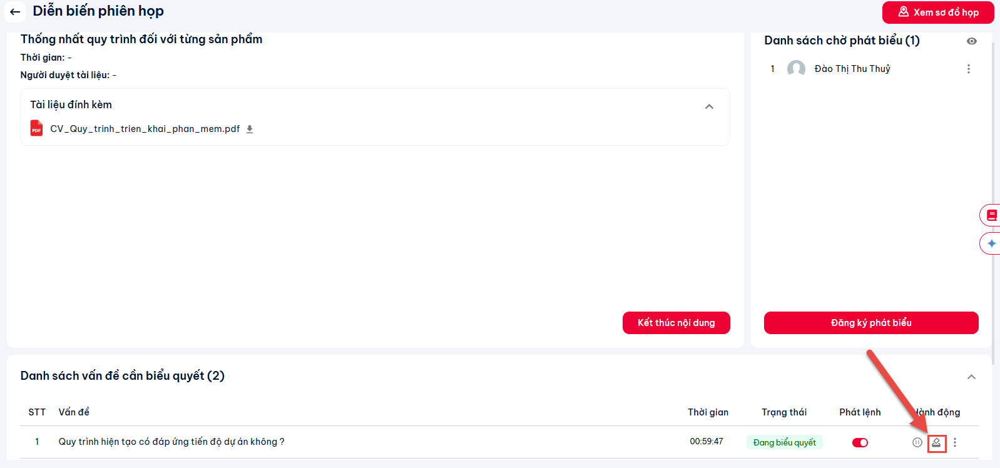 Diễn biến phiên họp
Xem sơ đồ họp
Thống nhất quy trình đối với từng sản phẩm
Thời gian: -
Người duyệt tài liệu: -
Tài liệu đính kèm
PDF
CV_Quy_trinh_trien_khai_phan_mem.pdf
Kết thúc nội dung
Danh sách chờ phát biểu (1)
1 Đào Thị Thu Thuỷ
Đăng ký phát biểu
Danh sách vấn đề cần biểu quyết (2)
STT Vấn đề Thời gian Trạng thái Phát lệnh Hành động
1 Quy trình hiện tạo có đáp ứng tiến độ dự án không ? 00:59:47 Đang biểu quyết